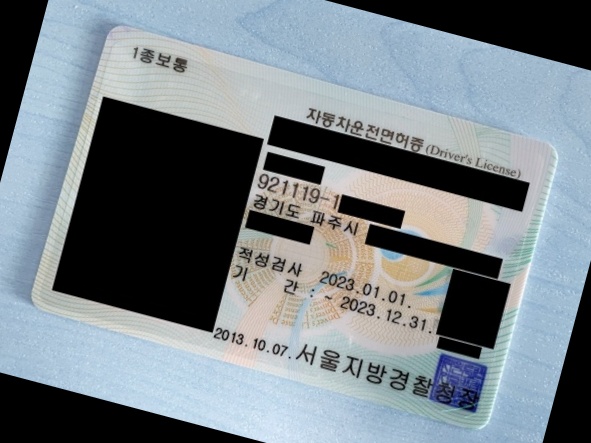 1종보통
자동차운전면허증 (Driver's License)
921119-1
경기도 파주시
적성검사 2023.01.01.
기 간 : ~ 2023.12.31.
2013.10.07. 서울지방경찰청장